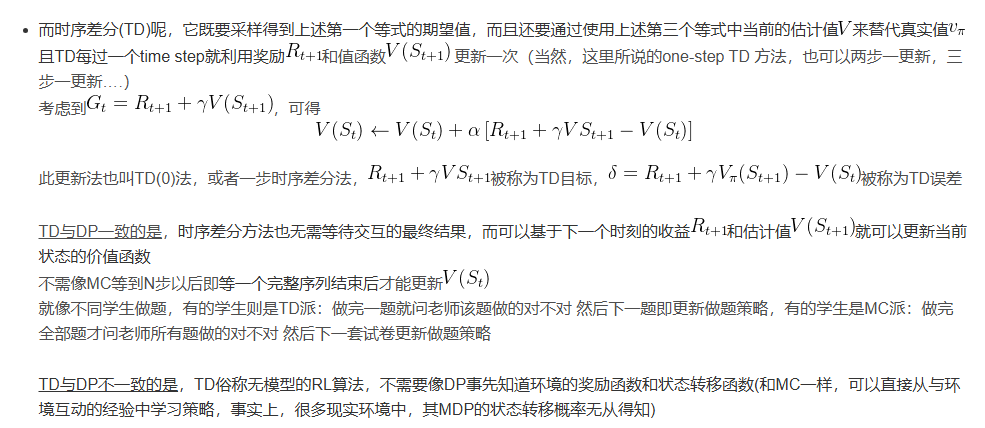 • 而时序差分(TD)呢，它既要采样得到上述第一个等式的期望值，而且还要通过使用上述第三个等式中当前的估计值V来替代真实值v_π
且TD每过一个time step就利用奖励R_{t+1}和值函数V(S_{t+1})更新一次（当然，这里所说的one-step TD 方法，也可以两步一更新，三
步一更新….）
考虑到G_t = R_{t+1} + γV(S_{t+1})，可得
V(S_t) ← V(S_t) + α [R_{t+1} + γVS_{t+1} − V(S_t)]
此更新法也叫TD(0)法，或者一步时序差分法，R_{t+1} + γVS_{t+1}被称为TD目标，δ = R_{t+1} + γV_π(S_{t+1}) − V(S_t)被称为TD误差
TD与DP一致的是，时序差分方法也无需等待交互的最终结果，而可以基于下一个时刻的收益R_{t+1}和估计值V(S_{t+1})就可以更新当前
状态的价值函数
不需像MC等到N步以后即等一个完整序列结束后才能更新V(S_t)
就像不同学生做题，有的学生则是TD派：做完一题就问老师该题做的对不对 然后下一题即更新做题策略，有的学生是MC派：做完
全部题才问老师所有题做的对不对 然后下一套试卷更新做题策略
TD与DP不一致的是，TD俗称无模型的RL算法，不需要像DP事先知道环境的奖励函数和状态转移函数(和MC一样，可以直接从与环
境互动的经验中学习策略，事实上，很多现实环境中，其MDP的状态转移概率无从得知)